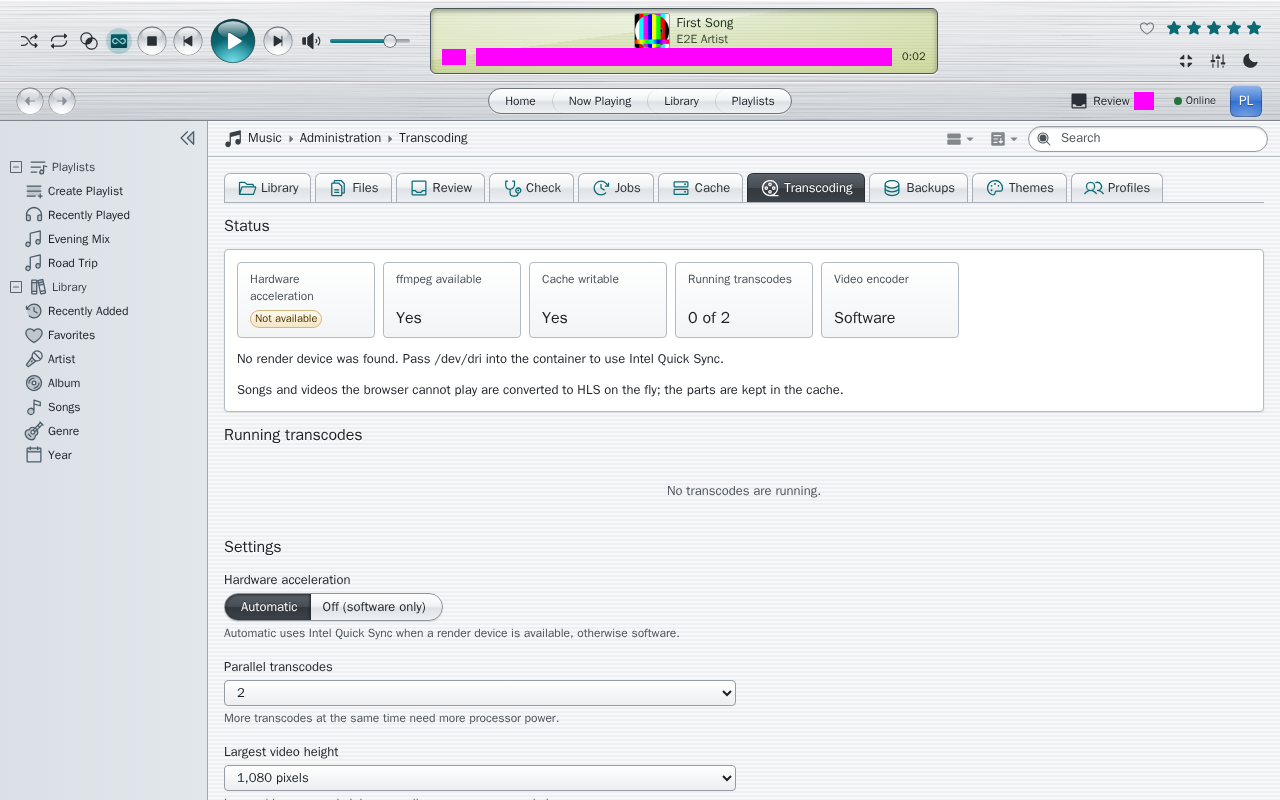 First Song
E2E Artist
0:02
Home
Now Playing
Library
Playlists
Review
Online
PL
Playlists
Create Playlist
Recently Played
Evening Mix
Road Trip
Library
Recently Added
Favorites
Artist
Album
Songs
Genre
Year
Music
Administration
Transcoding
Search
Library
Files
Review
Check
Jobs
Cache
Transcoding
Backups
Themes
Profiles
Status
Hardware
acceleration
Not available
ffmpeg available
Yes
Cache writable
Yes
Running transcodes
0 of 2
Video encoder
Software
No render device was found. Pass /dev/dri into the container to use Intel Quick Sync.
Songs and videos the browser cannot play are converted to HLS on the fly; the parts are kept in the cache.
Running transcodes
No transcodes are running.
Settings
Hardware acceleration
Automatic
Off (software only)
Automatic uses Intel Quick Sync when a render device is available, otherwise software.
Parallel transcodes
2
More transcodes at the same time need more processor power.
Largest video height
1,080 pixels